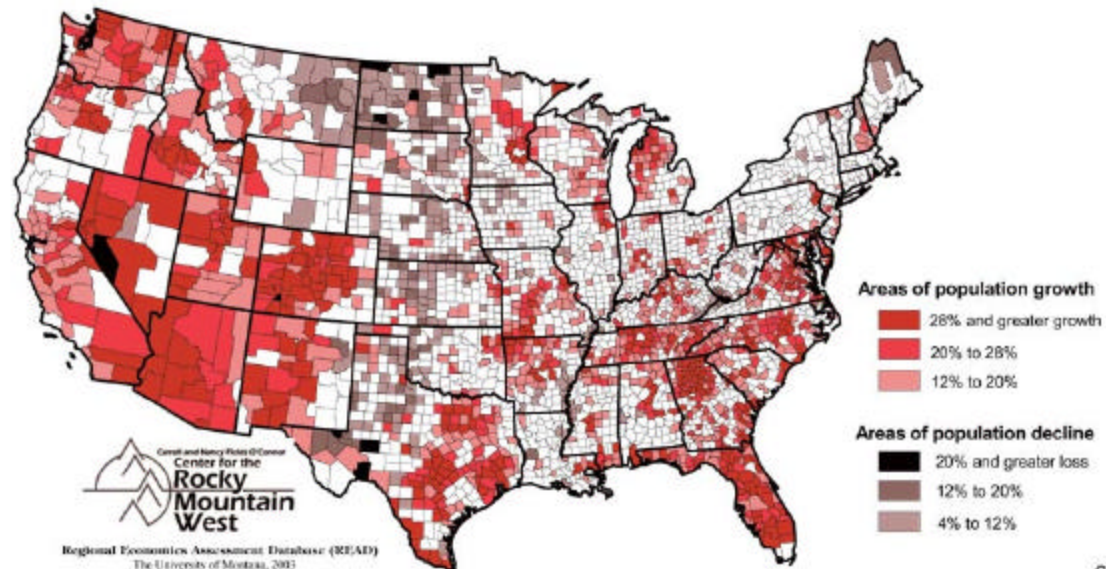 Areas of population growth
28% and greater growth
20% to 28%
12% to 20%
Areas of population decline
20% and greater loss
12% to 20%
4% to 12%
Center for the
Rocky
Mountain
West
Regional Economics Assessment Database (READ)
The University of Montana, 2003